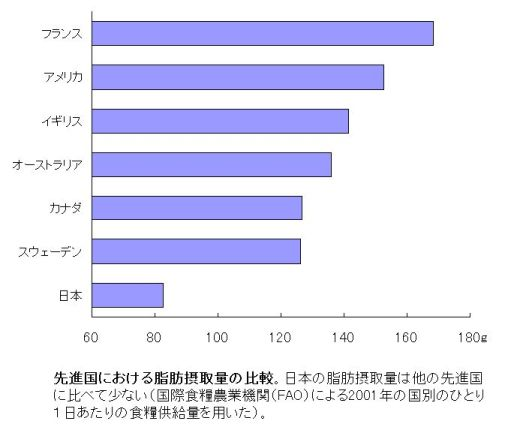 フランス
アメリカ
イギリス
オーストラリア
カナダ
スウェーデン
日本
60 80 100 120 140 160 180g
先進国における脂肪摂取量の比較。日本の脂肪摂取量は他の先進国
に比べて少ない（国際食糧農業機関（FAO）による2001年の国別のひとり
１日あたりの食糧供給量を用いた）。